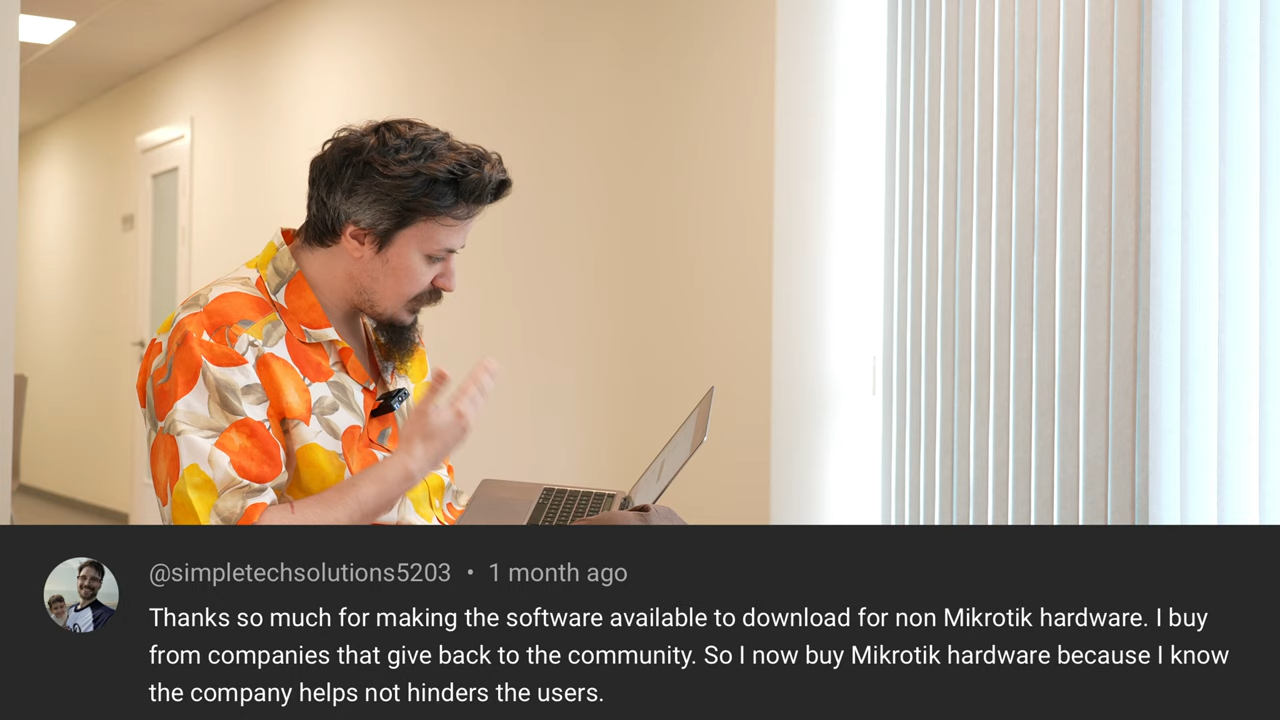 @simpletechsolutions5203 • 1 month ago
Thanks so much for making the software available to download for non Mikrotik hardware. I buy
from companies that give back to the community. So I now buy Mikrotik hardware because I know
the company helps not hinders the users.